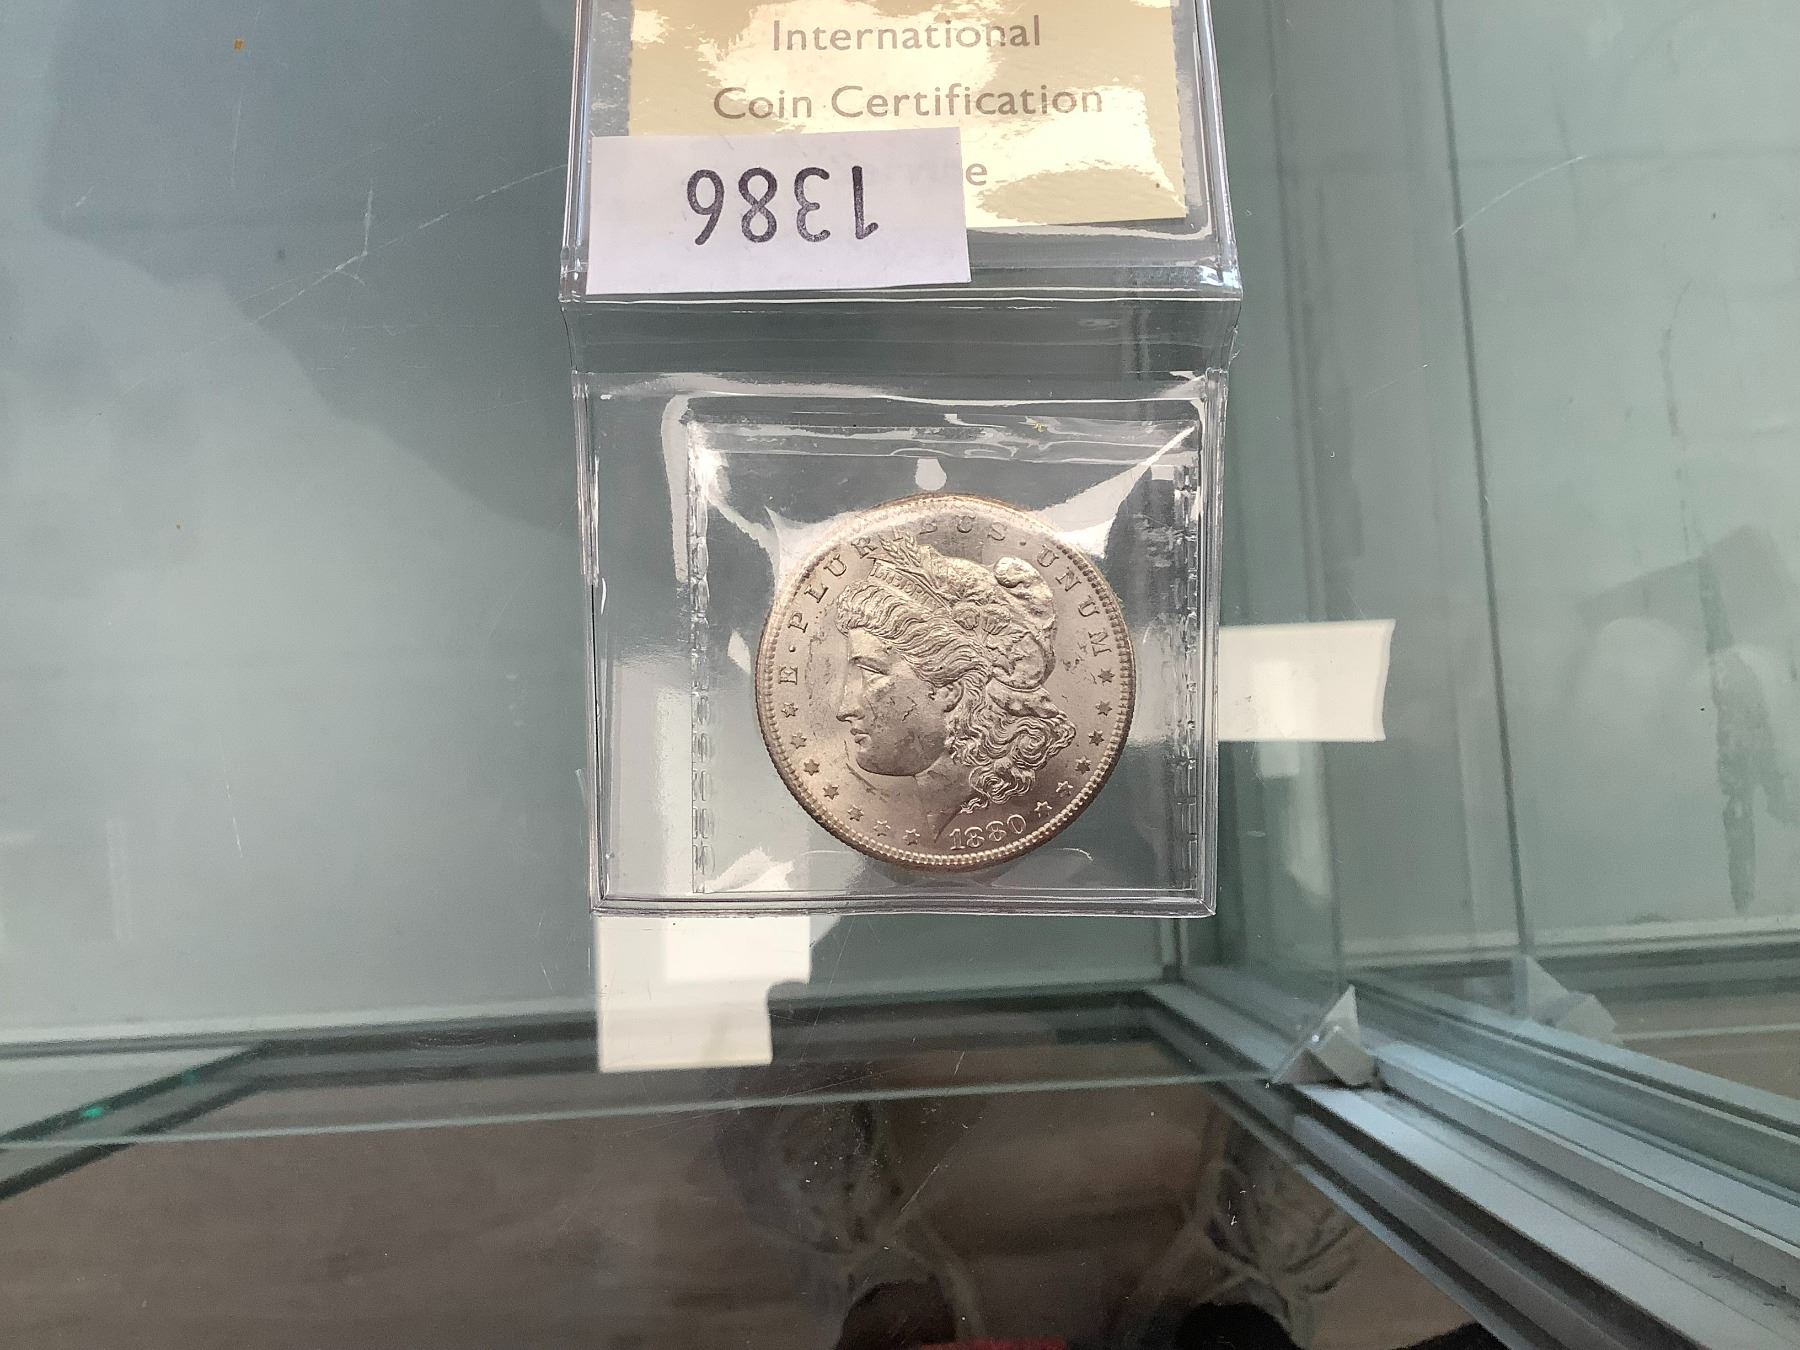 International
Coin Certification
1386
E·PLURIBUS·UNUM
LIBERTY
1880